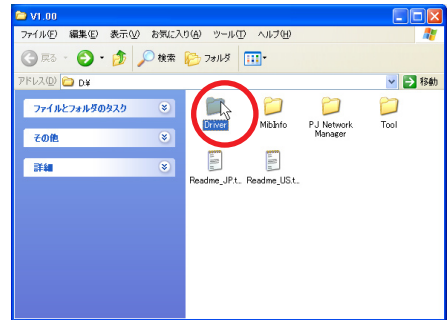 V1.00
ファイル(F) 編集(E) 表示(V) お気に入り(A) ツール(T) ヘルプ(H)
戻る 検索 フォルダ
アドレス(D) D:¥ 移動
ファイルとフォルダのタスク
その他
詳細
Driver MibInfo PJ Network Manager Tool
Readme_JP.t... Readme_US.t...